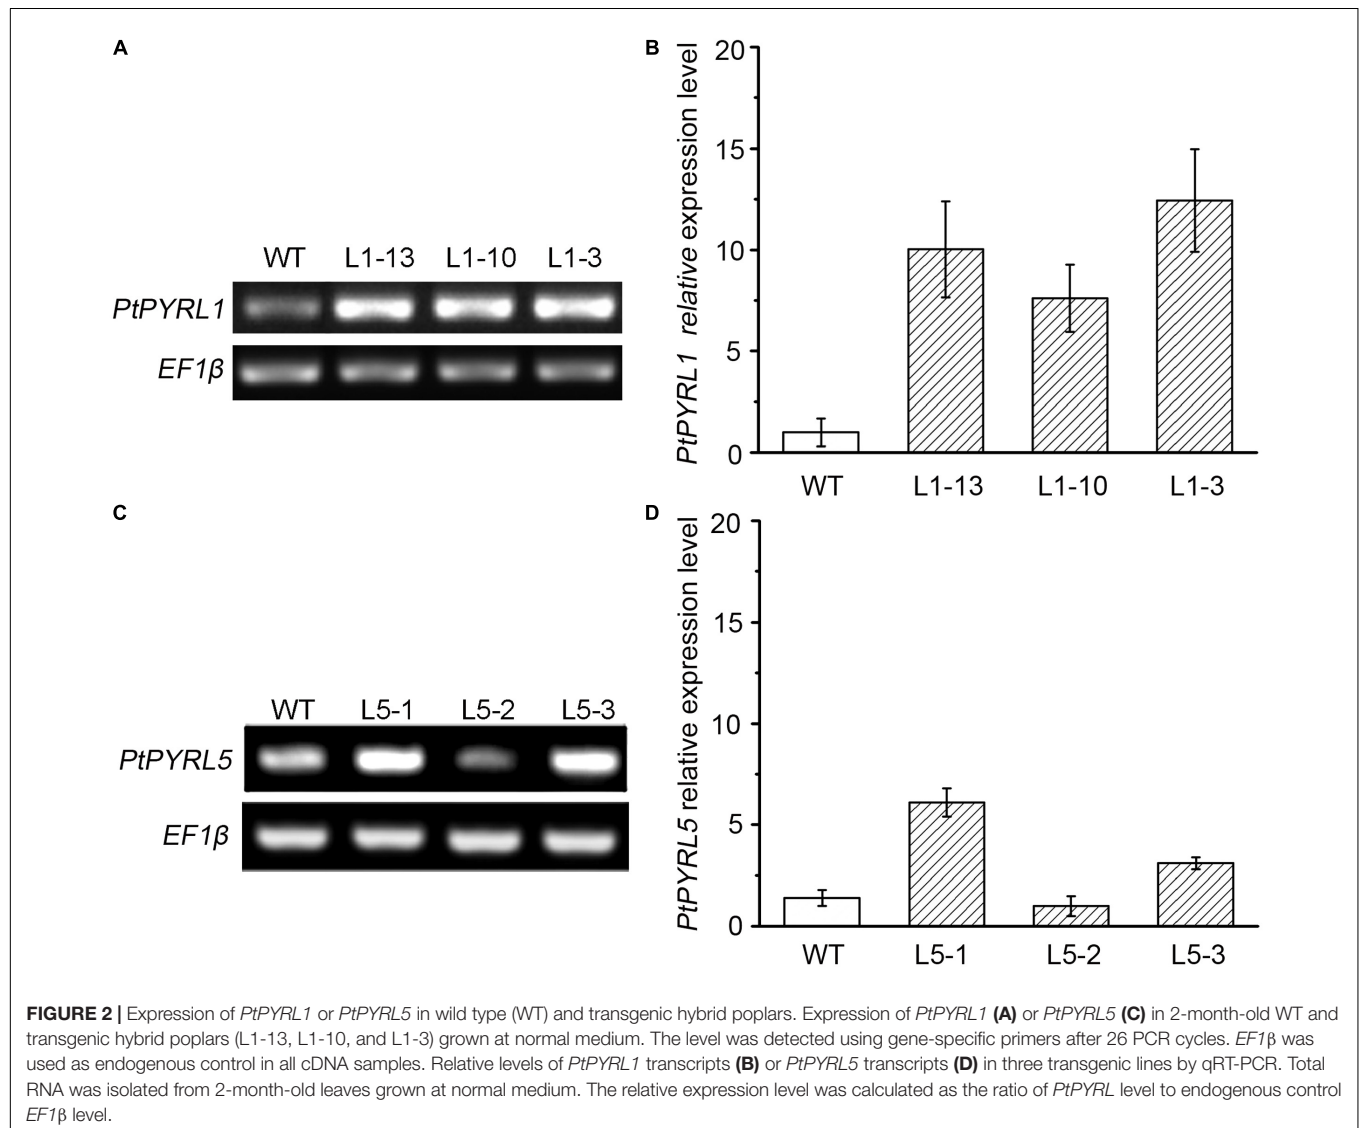 A
WT L1-13 L1-10 L1-3
PtPYRL1
EF1β
B
PtPYRL1 relative expression level
20
15
10
5
0
WT L1-13 L1-10 L1-3
C
WT L5-1 L5-2 L5-3
PtPYRL5
EF1β
D
PtPYRL5 relative expression level
20
15
10
5
0
WT L5-1 L5-2 L5-3
FIGURE 2 | Expression of PtPYRL1 or PtPYRL5 in wild type (WT) and transgenic hybrid poplars. Expression of PtPYRL1 (A) or PtPYRL5 (C) in 2-month-old WT and
transgenic hybrid poplars (L1-13, L1-10, and L1-3) grown at normal medium. The level was detected using gene-specific primers after 26 PCR cycles. EF1β was
used as endogenous control in all cDNA samples. Relative levels of PtPYRL1 transcripts (B) or PtPYRL5 transcripts (D) in three transgenic lines by qRT-PCR. Total
RNA was isolated from 2-month-old leaves grown at normal medium. The relative expression level was calculated as the ratio of PtPYRL level to endogenous control
EF1β level.